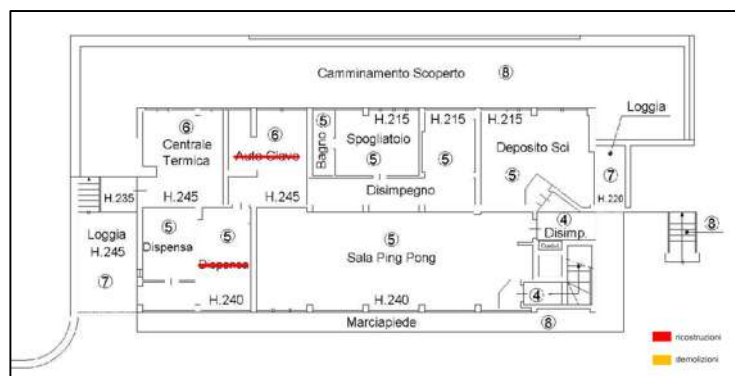 Camminamento Scoperto ⑧
Loggia
⑥
Centrale
Termica
H.245
⑥
Auto Clave
H.245
⑤
Bagno
H.215
Spogliatoio
⑤
H.215
⑤
H.215
Deposito Sci
⑤
⑦
H.220
Disimpegno
H.235
Loggia
H.245
⑦
⑤
Dispensa
⑤
Dispensa
H.240
⑤
Sala Ping Pong
H.240
④
Disimp.
④
⑧
Marciapiede
⑧
ricostruzioni
demolizioni